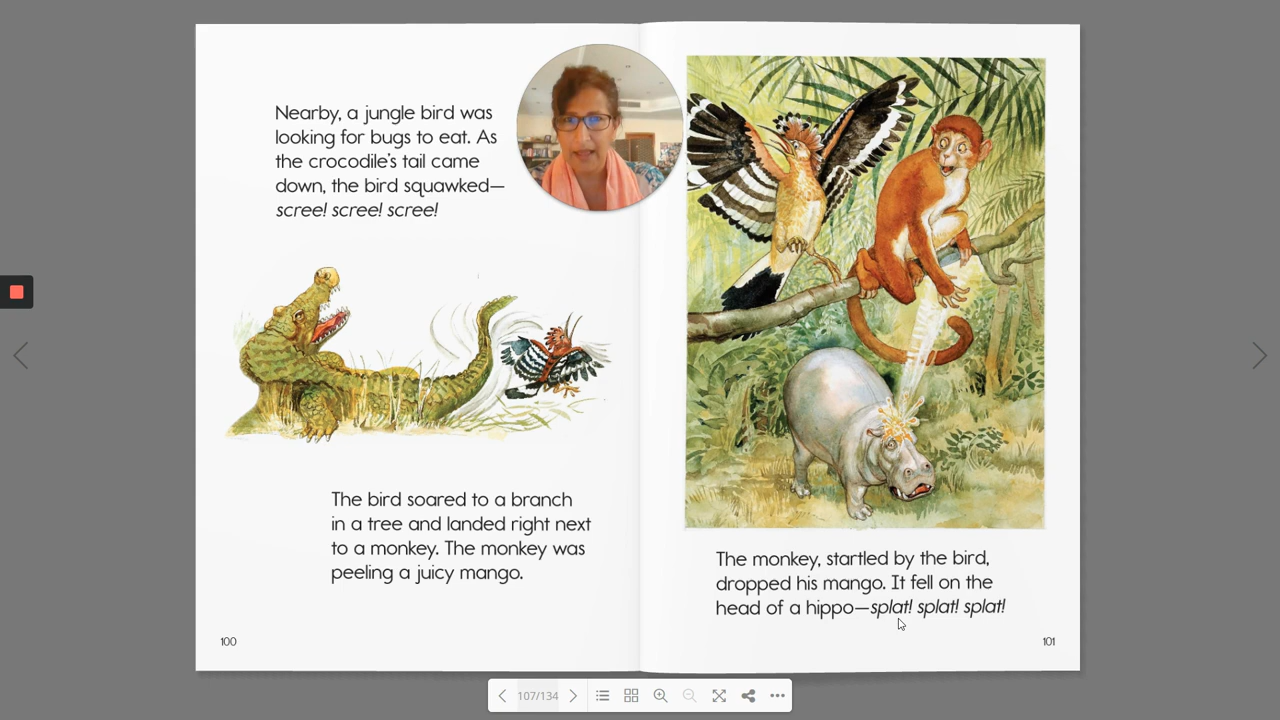 Nearby, a jungle bird was
looking for bugs to eat. As
the crocodile's tail came
down, the bird squawked—
scree! scree! scree!
The bird soared to a branch
in a tree and landed right next
to a monkey. The monkey was
peeling a juicy mango.
100
The monkey, startled by the bird,
dropped his mango. It fell on the
head of a hippo—splat! splat! splat!
101
107/134